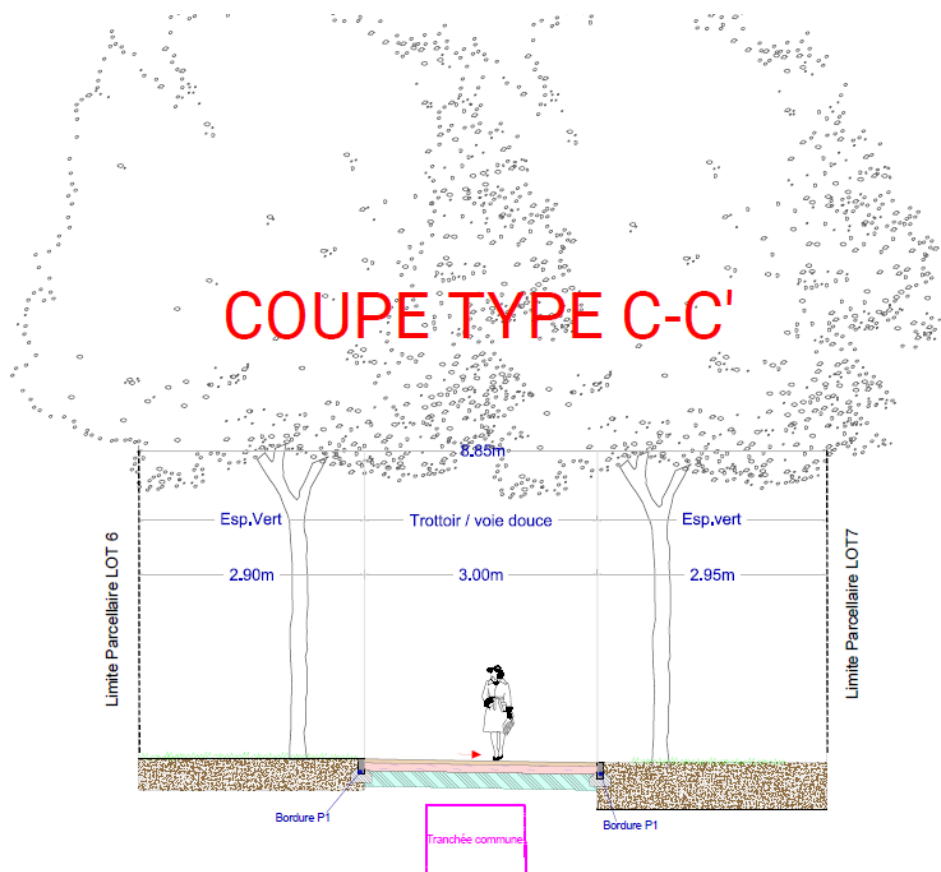 COUPE TYPE C-C'
8.85m
Esp.Vert
Trottoir / voie douce
Esp.vert
2.90m
3.00m
2.95m
Limite Parcellaire LOT 6
Limite Parcellaire LOT7
Bordure P1
Bordure P1
Tranchée commune